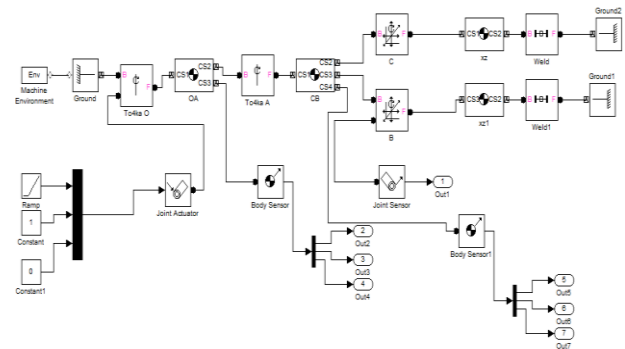 Ground2
C
xz
Weld
CS2
B
F
CS1
CS2
B
F
Env
Machine
Environment
Ground
B
F
To4ka O
CS1
CS2
CS3
OA
B
F
To4ka A
CS1
CS2
CS3
CS4
CB
B
F
B
CS3
CS2
xz1
B
F
Weld1
Ground1
Ramp
1
Constant
0
Constant1
Joint Actuator
Body Sensor
Joint Sensor
1
Out1
2
Out2
3
Out3
4
Out4
Body Sensor1
5
Out5
6
Out6
7
Out7